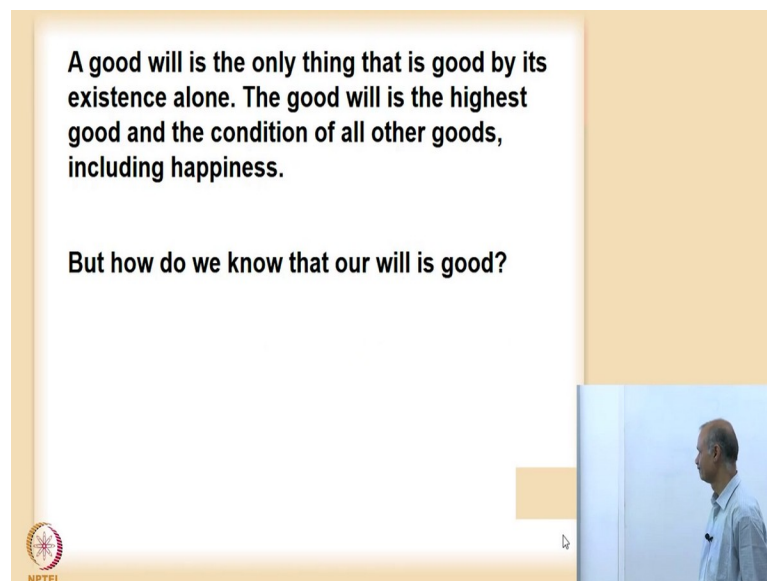 A good will is the only thing that is good by its
existence alone. The good will is the highest
good and the condition of all other goods,
including happiness.
But how do we know that our will is good?
NPTEL